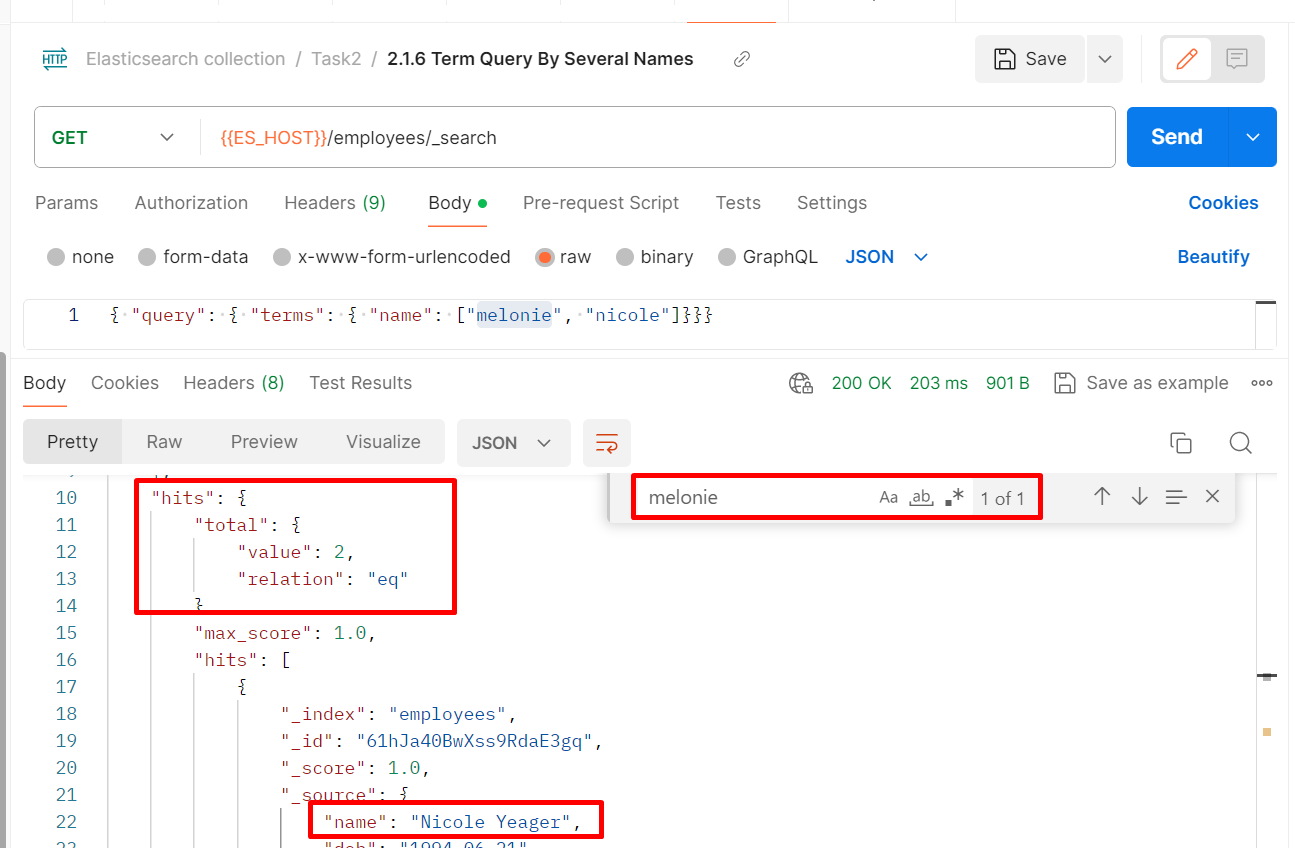 HTTP Elasticsearch collection / Task2 / 2.1.6 Term Query By Several Names Save
GET {{ES_HOST}}/employees/_search Send
Params Authorization Headers (9) Body Pre-request Script Tests Settings Cookies
none form-data x-www-form-urlencoded raw binary GraphQL JSON Beautify
1 { "query": { "terms": { "name": ["melonie", "nicole"]}}}
Body Cookies Headers (8) Test Results 200 OK 203 ms 901 B Save as example
Pretty Raw Preview Visualize JSON
melonie Aa ab .* 1 of 1
10 "hits": {
11 "total": {
12 "value": 2,
13 "relation": "eq"
14 }
15 "max_score": 1.0,
16 "hits": [
17 {
18 "_index": "employees",
19 "_id": "61hJa40BwXss9RdaE3gq",
20 "_score": 1.0,
21 "_source": {
22 "name": "Nicole Yeager",
23 "dob": "1994-06-21"